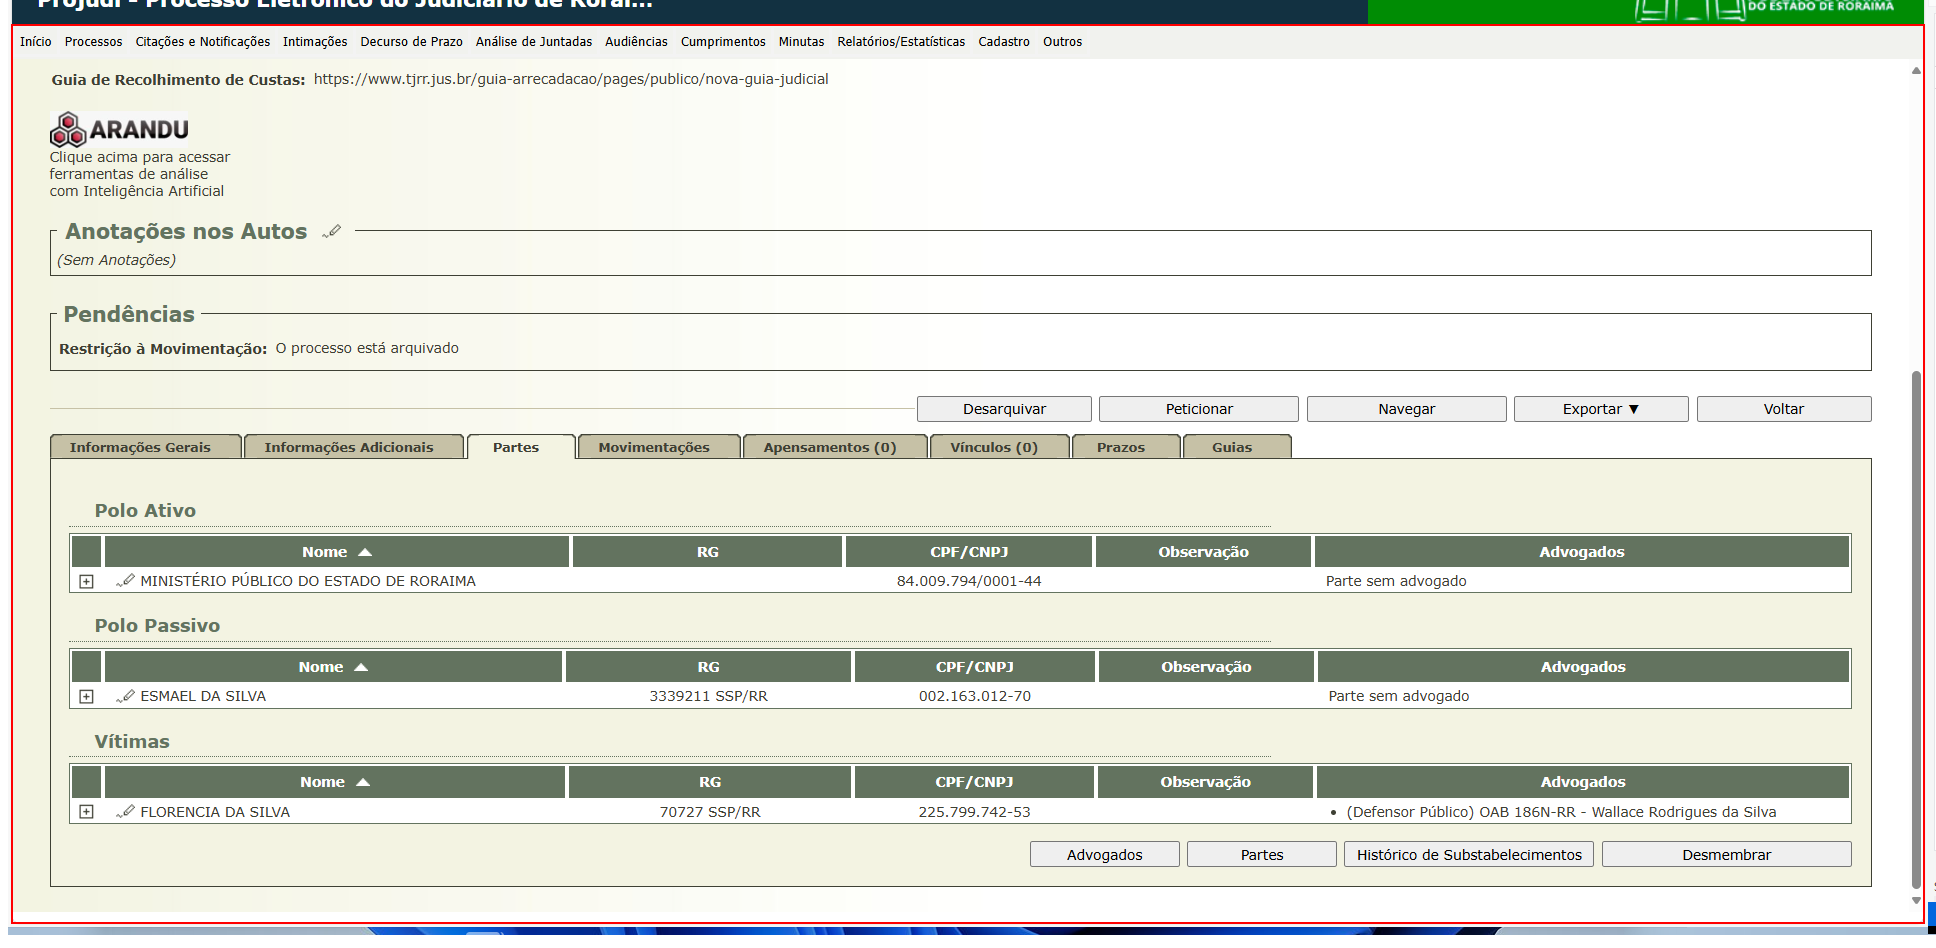 Projudi - Processo Eletrônico do Judiciário de Rorai...
DO ESTADO DE RORAIMA
Início Processos Citações e Notificações Intimações Decurso de Prazo Análise de Juntadas Audiências Cumprimentos Minutas Relatórios/Estatísticas Cadastro Outros
Guia de Recolhimento de Custas: https://www.tjrr.jus.br/guia-arrecadacao/pages/publico/nova-guia-judicial
ARANDU
Clique acima para acessar
ferramentas de análise
com Inteligência Artificial
Anotações nos Autos
(Sem Anotações)
Pendências
Restrição à Movimentação: O processo está arquivado
Desarquivar Peticionar Navegar Exportar ▼ Voltar
Informações Gerais Informações Adicionais Partes Movimentações Apensamentos (0) Vínculos (0) Prazos Guias
Polo Ativo
Nome RG CPF/CNPJ Observação Advogados
MINISTÉRIO PÚBLICO DO ESTADO DE RORAIMA 84.009.794/0001-44 Parte sem advogado
Polo Passivo
Nome RG CPF/CNPJ Observação Advogados
ESMAEL DA SILVA 3339211 SSP/RR 002.163.012-70 Parte sem advogado
Vítimas
Nome RG CPF/CNPJ Observação Advogados
FLORENCIA DA SILVA 70727 SSP/RR 225.799.742-53 • (Defensor Público) OAB 186N-RR - Wallace Rodrigues da Silva
Advogados Partes Histórico de Substabelecimentos Desmembrar